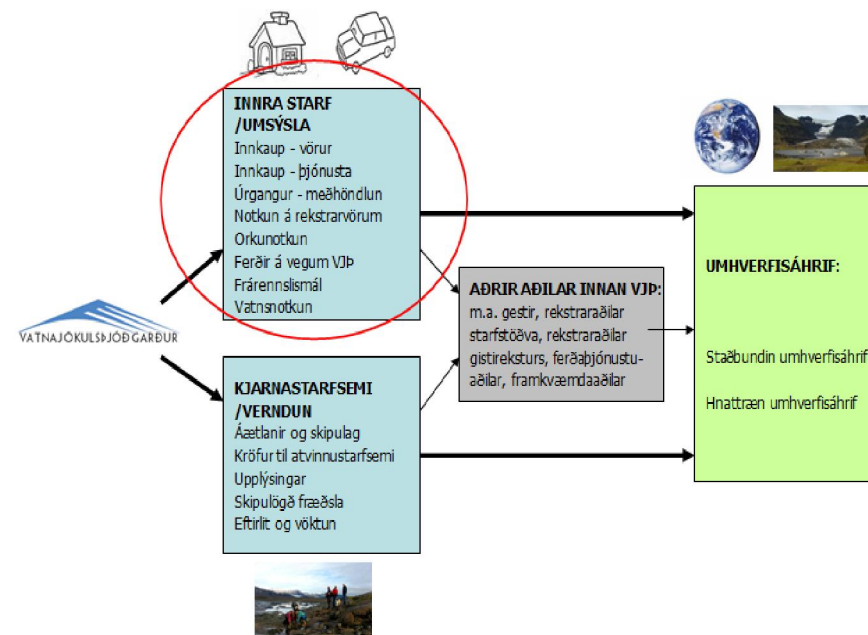 INNRA STARF
/UMSÝSLA
Innkaup - vörur
Innkaup - þjónusta
Úrgangur - meðhöndlun
Notkun á rekstrarvörum
Orkunotkun
Ferðir á vegum VJÞ
Frárennslismál
Vatnsnotkun
VATNAJÖKULSÞJÓÐGARÐUR
KJARNASTARFSEMI
/VERNDUN
Áætlanir og skipulag
Kröfur til atvinnustarfsemi
Upplýsingar
Skipulögð fræðsla
Eftirlit og vöktun
AÐRIR AÐILAR INNAN VJÞ:
m.a. gestir, rekstraraðilar
starfstöðva, rekstraraðilar
gistireksturs, ferðaþjónustu-
aðilar, framkvæmdaaðilar
UMHVERFISÁHRIF:
Staðbundin umhverfisáhrif
Hnattræn umhverfisáhrif